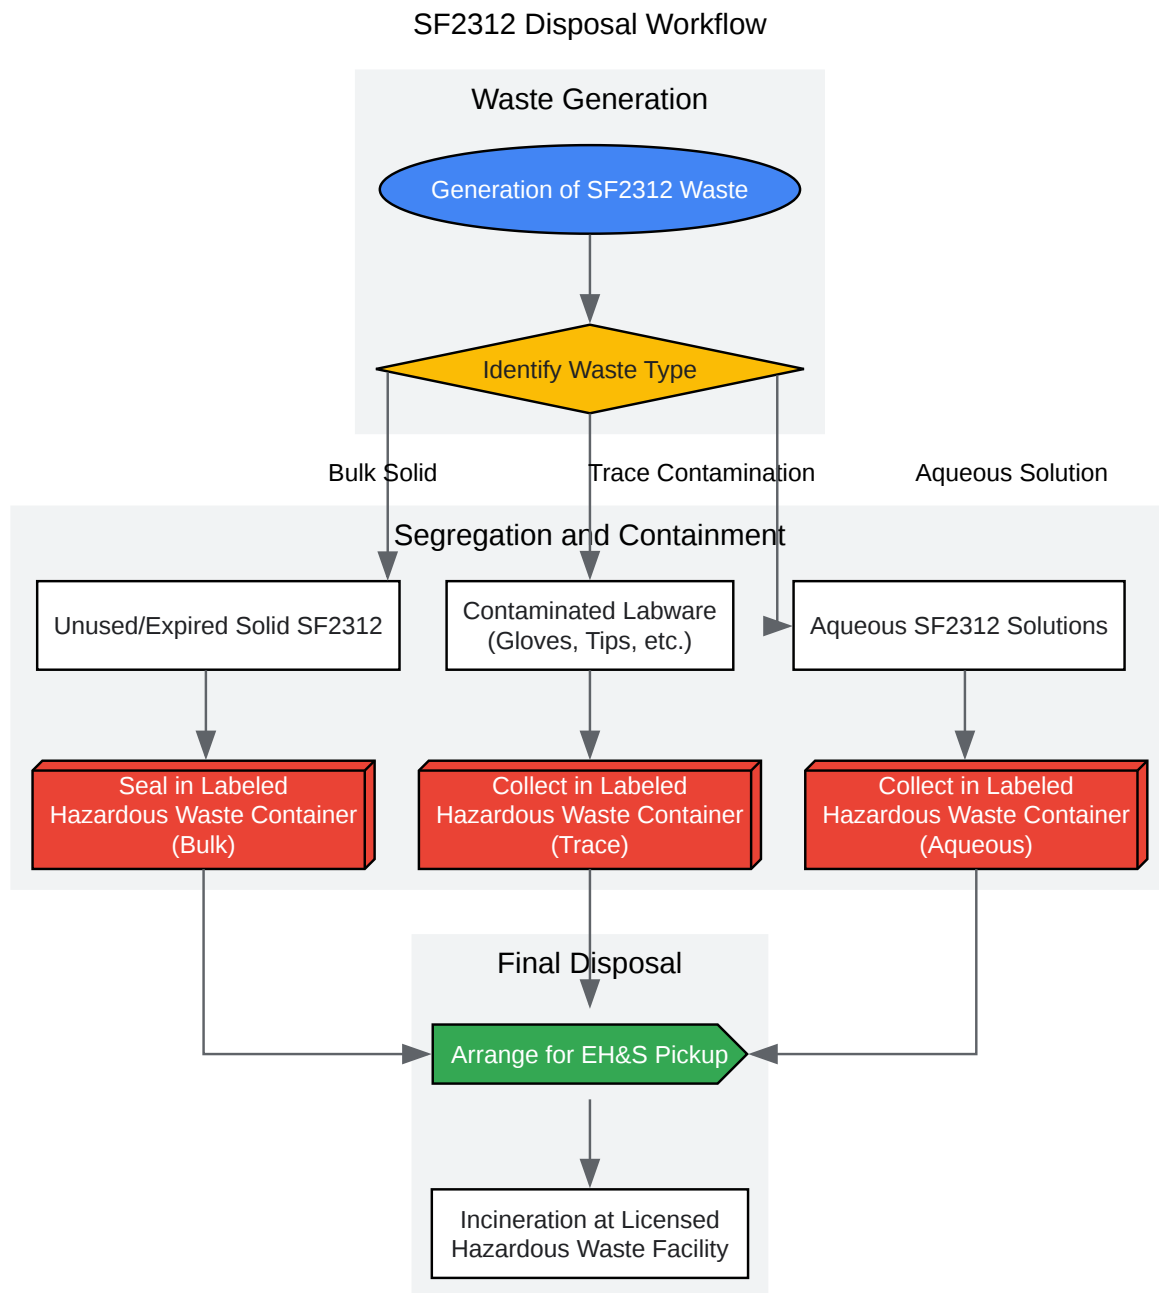 SF2312 Disposal Workflow
Waste Generation
Generation of SF2312 Waste
Identify Waste Type
Bulk Solid
Trace Contamination
Aqueous Solution
Segregation and Containment
Unused/Expired Solid SF2312
Contaminated Labware
(Gloves, Tips, etc.)
Aqueous SF2312 Solutions
Seal in Labeled
Hazardous Waste Container
(Bulk)
Collect in Labeled
Hazardous Waste Container
(Trace)
Collect in Labeled
Hazardous Waste Container
(Aqueous)
Final Disposal
Arrange for EH&S Pickup
Incineration at Licensed
Hazardous Waste Facility